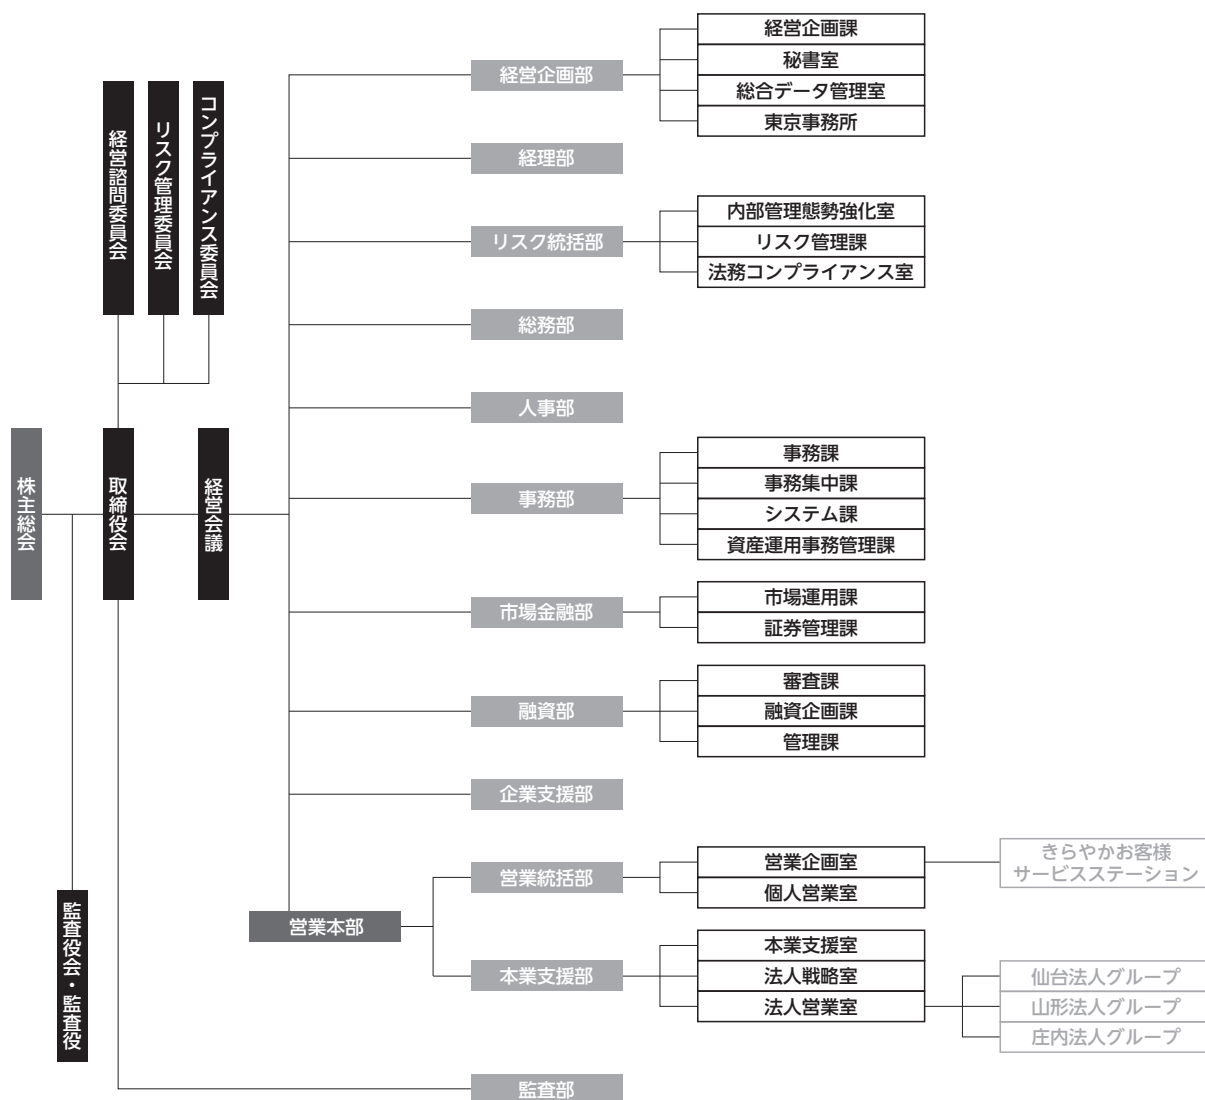 株主総会
監査役会・監査役
取締役会
経営諮問委員会
リスク管理委員会
コンプライアンス委員会
経営会議
経営企画部
経営企画課
秘書室
総合データ管理室
東京事務所
経理部
リスク統括部
内部管理態勢強化室
リスク管理課
法務コンプライアンス室
総務部
人事部
事務部
事務課
事務集中課
システム課
資産運用事務管理課
市場金融部
市場運用課
証券管理課
融資部
審査課
融資企画課
管理課
企業支援部
営業本部
営業統括部
営業企画室
きらやかお客様
サービスステーション
個人営業室
本業支援部
本業支援室
法人戦略室
法人営業室
仙台法人グループ
山形法人グループ
庄内法人グループ
監査部